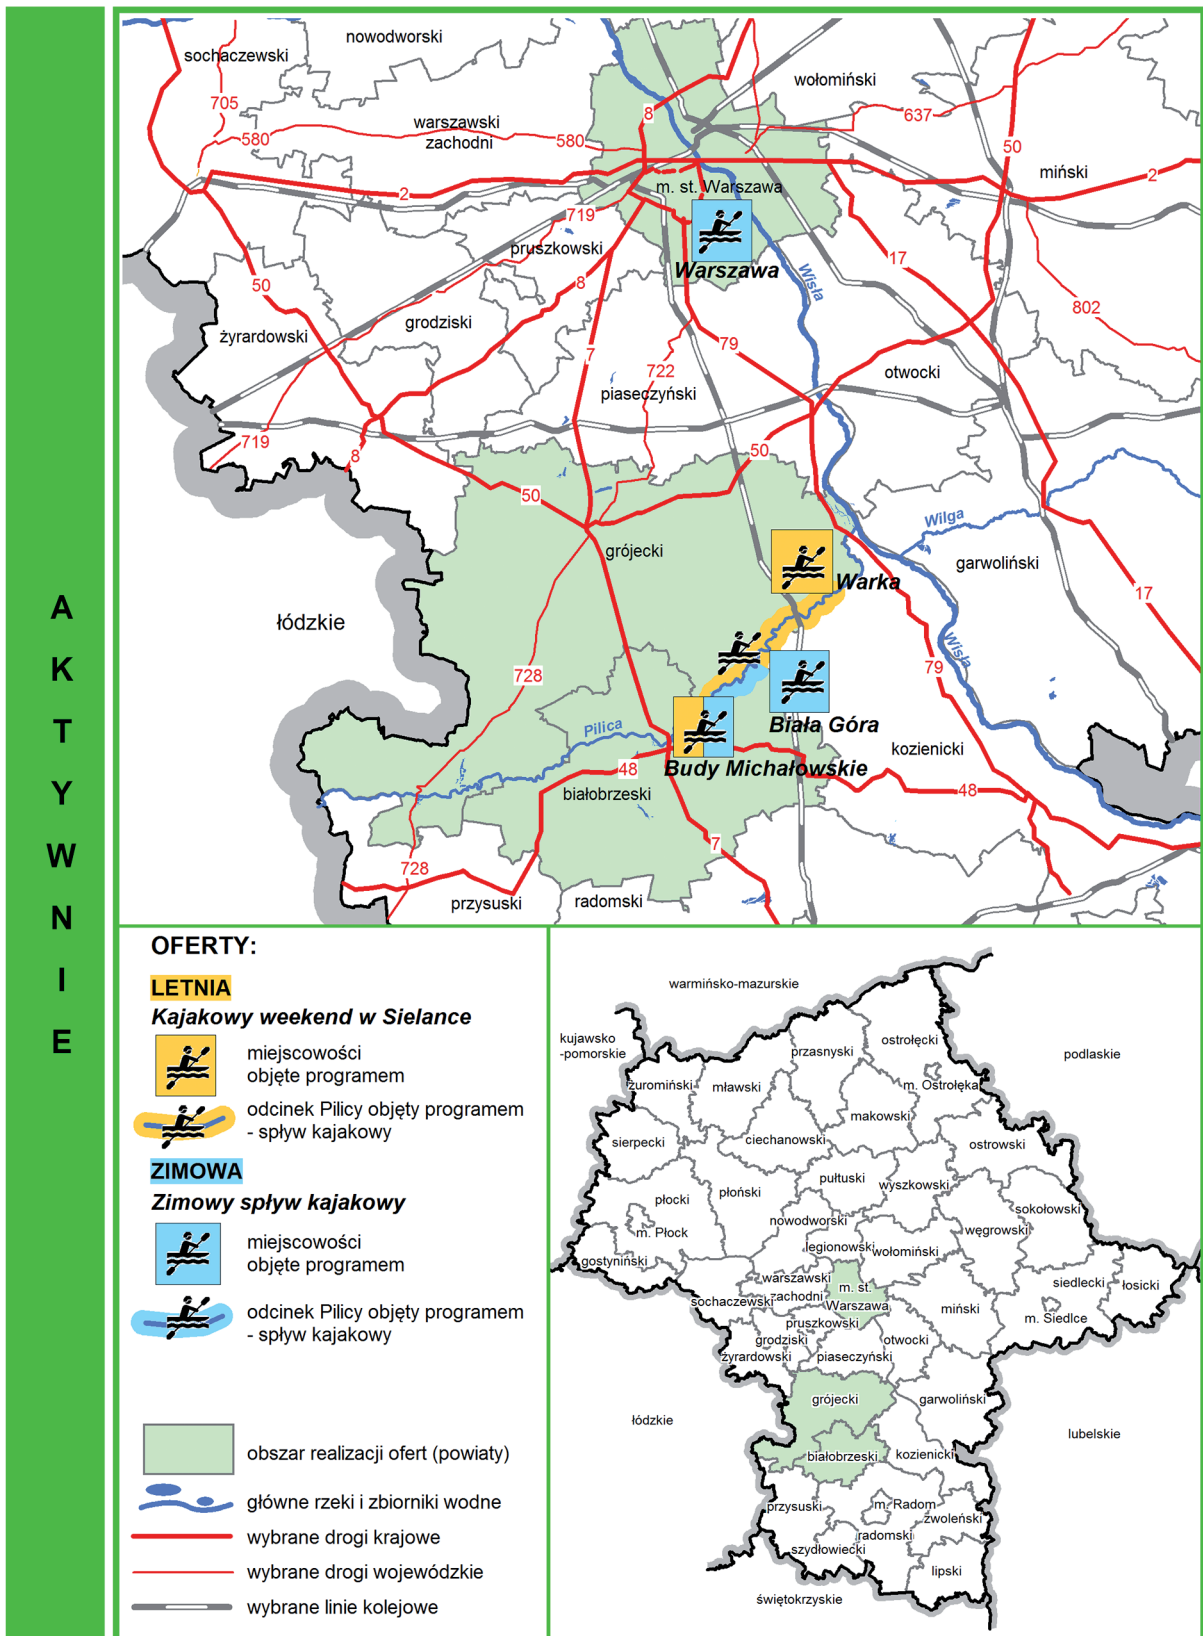 A
K
T
Y
W
N
I
E
nowodworski
sochaczewski
wołomiński
705
8
637
warszawski
zachodni
580
580
50
miński
2
2
m. st. Warszawa
719
pruszkowski
Warszawa
17
Wisła
50
8
802
żyrardowski
grodziski
7
79
722
otwocki
piaseczyński
719
8
50
50
Wilga
grójecki
garwoliński
Warka
17
łódzkie
Wisła
728
79
Biała Góra
Pilica
kozienicki
Budy Michałowskie
48
48
białobrzeski
7
728
przysuski
radomski
OFERTY:
LETNIA
Kajakowy weekend w Sielance
miejscowości
objęte programem
odcinek Pilicy objęty programem
- spływ kajakowy
ZIMOWA
Zimowy spływ kajakowy
miejscowości
objęte programem
odcinek Pilicy objęty programem
- spływ kajakowy
obszar realizacji ofert (powiaty)
główne rzeki i zbiorniki wodne
wybrane drogi krajowe
wybrane drogi wojewódzkie
wybrane linie kolejowe
warmińsko-mazurskie
kujawsko
-pomorskie
podlaskie
ostrołęcki
przasnyski
żuromiński
mławski
m. Ostrołęka
makowski
sierpecki
ciechanowski
ostrowski
płocki
płoński
pułtuski
wyszkowski
sokołowski
nowodworski
węgrowski
m. Płock
legionowski
wołomiński
gostyniński
warszawski
zachodni
m. st.
Warszawa
siedlecki
łosicki
sochaczewski
miński
m. Siedlce
pruszkowski
grodziski
otwocki
żyrardowski
piaseczyński
grójecki
garwoliński
łódzkie
lubelskie
białobrzeski
kozienicki
przysuski
m. Radom
zwoleński
radomski
szydłowiecki
lipski
świętokrzyskie